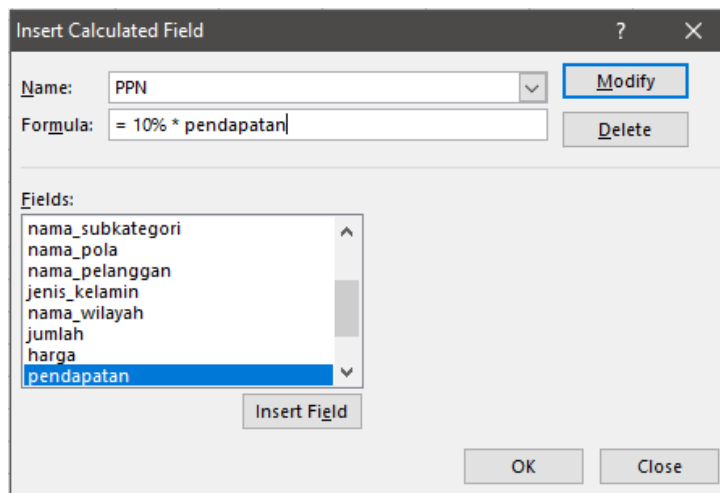 Insert Calculated Field ? ×
Name: PPN Modify
Formula: = 10% * pendapatan Delete
Fields:
nama_subkategori
nama_pola
nama_pelanggan
jenis_kelamin
nama_wilayah
jumlah
harga
pendapatan
Insert Field
OK Close